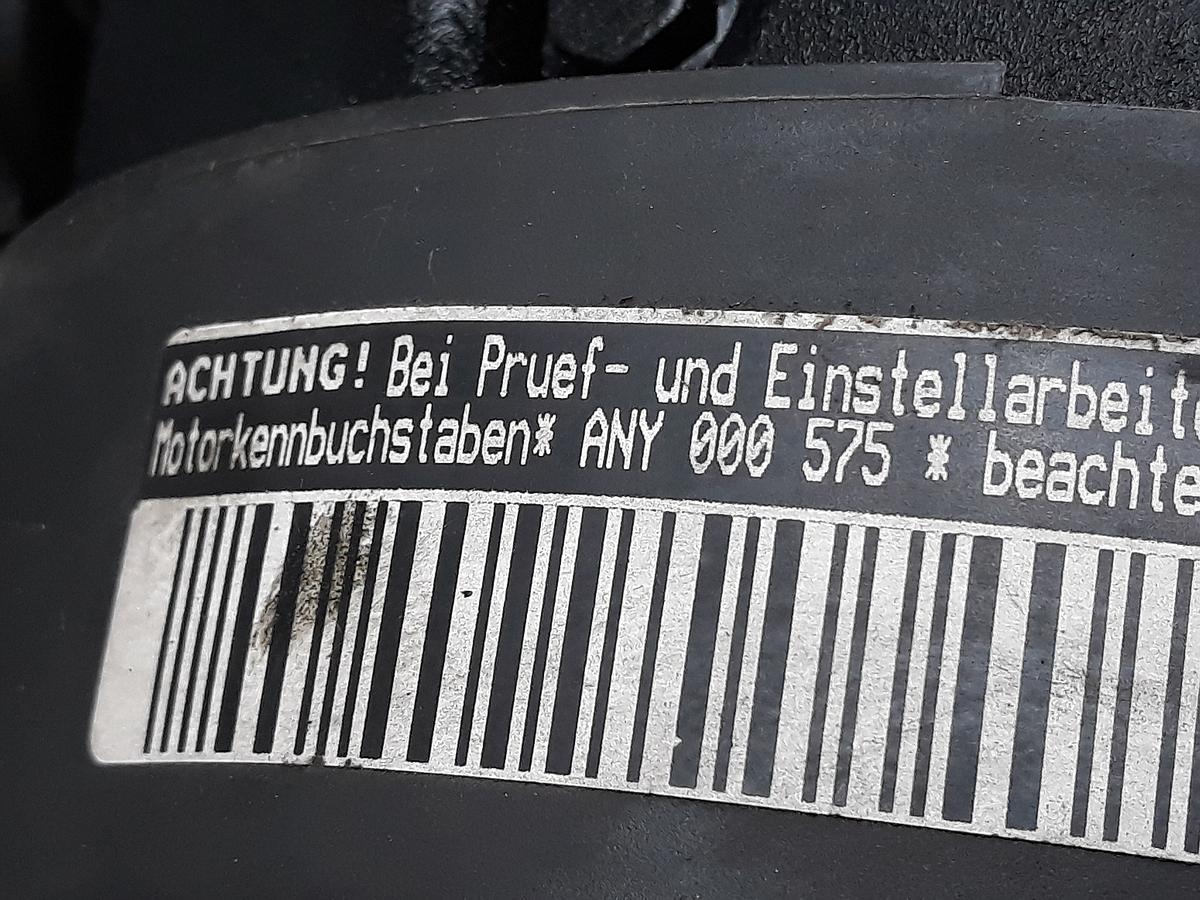 ACHTUNG! Bei Pruef- und Einstellarbeit
Motorkennbuchstaben* ANY 000 575 * beachte